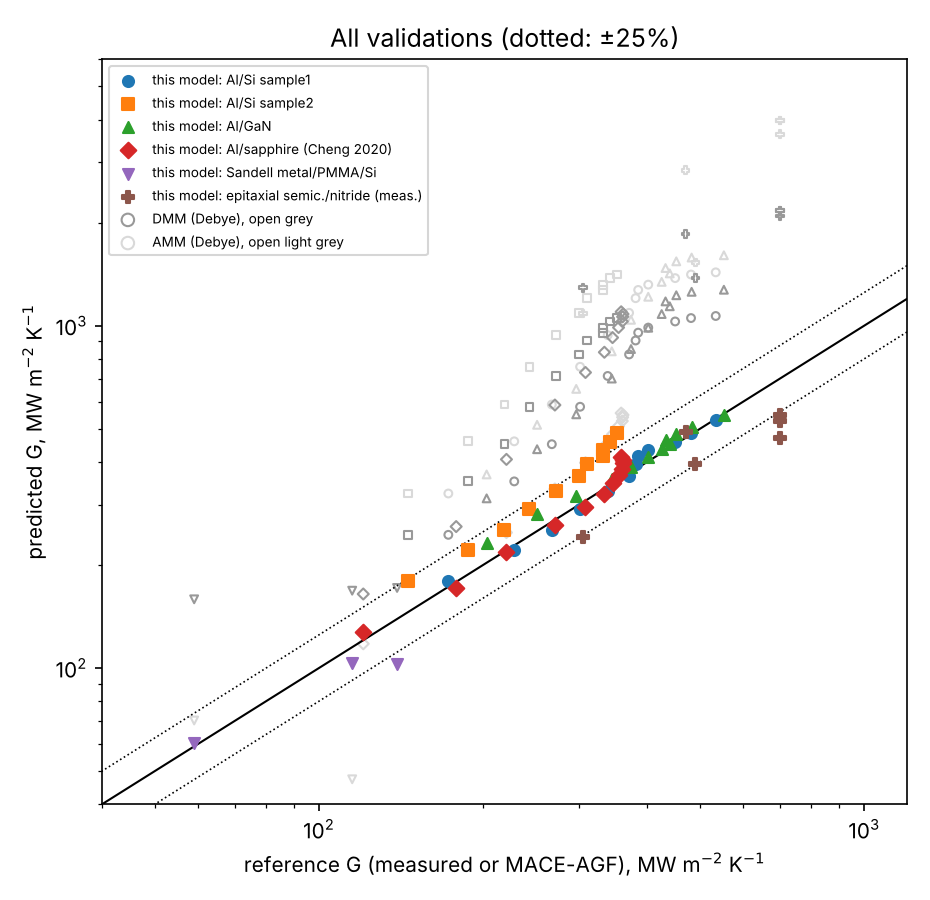 All validations (dotted: ±25%)
this model: Al/Si sample1
this model: Al/Si sample2
this model: Al/GaN
this model: Al/sapphire (Cheng 2020)
this model: Sandell metal/PMMA/Si
this model: epitaxial semic./nitride (meas.)
DMM (Debye), open grey
AMM (Debye), open light grey
predicted G, MW m⁻² K⁻¹
10³
10²
10² 10³
reference G (measured or MACE-AGF), MW m⁻² K⁻¹